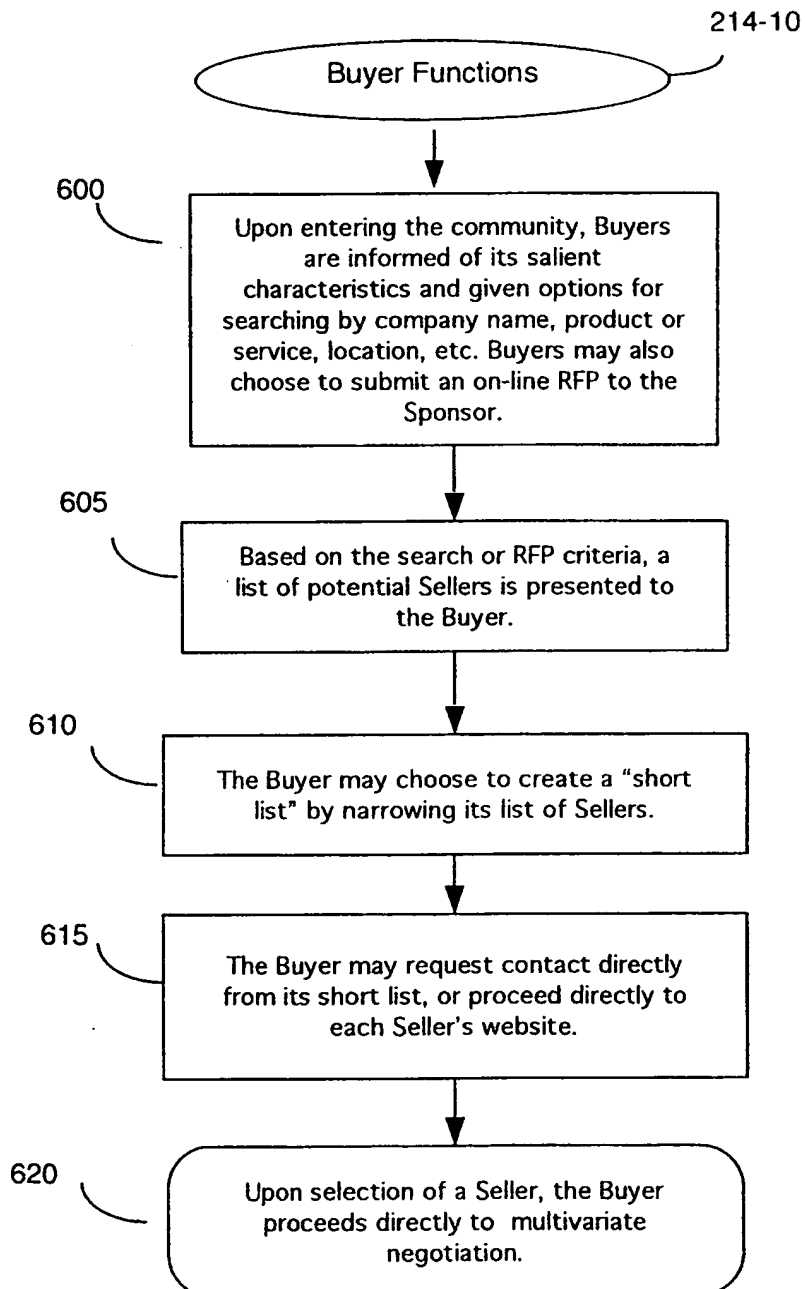 214-10
Buyer Functions
600
Upon entering the community, Buyers
are informed of its salient
characteristics and given options for
searching by company name, product or
service, location, etc. Buyers may also
choose to submit an on-line RFP to the
Sponsor.
605
Based on the search or RFP criteria, a
list of potential Sellers is presented to
the Buyer.
610
The Buyer may choose to create a “short
list” by narrowing its list of Sellers.
615
The Buyer may request contact directly
from its short list, or proceed directly to
each Seller’s website.
620
Upon selection of a Seller, the Buyer
proceeds directly to multivariate
negotiation.